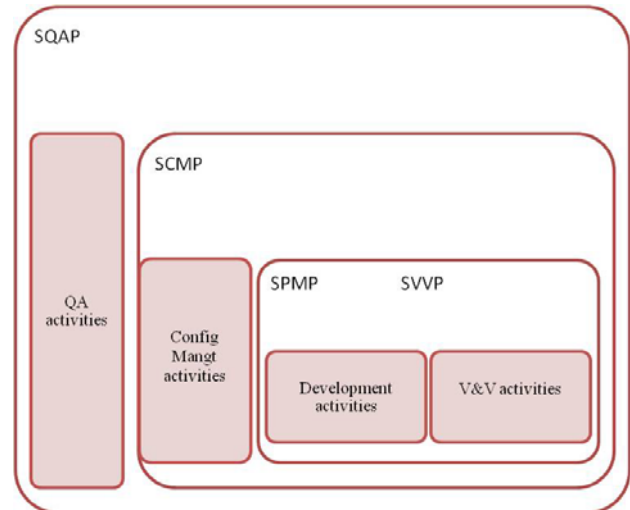 SQAP
SCMP
SPMP SVVP
QA
activities
Config
Mangt
activities
Development
activities
V&V activities